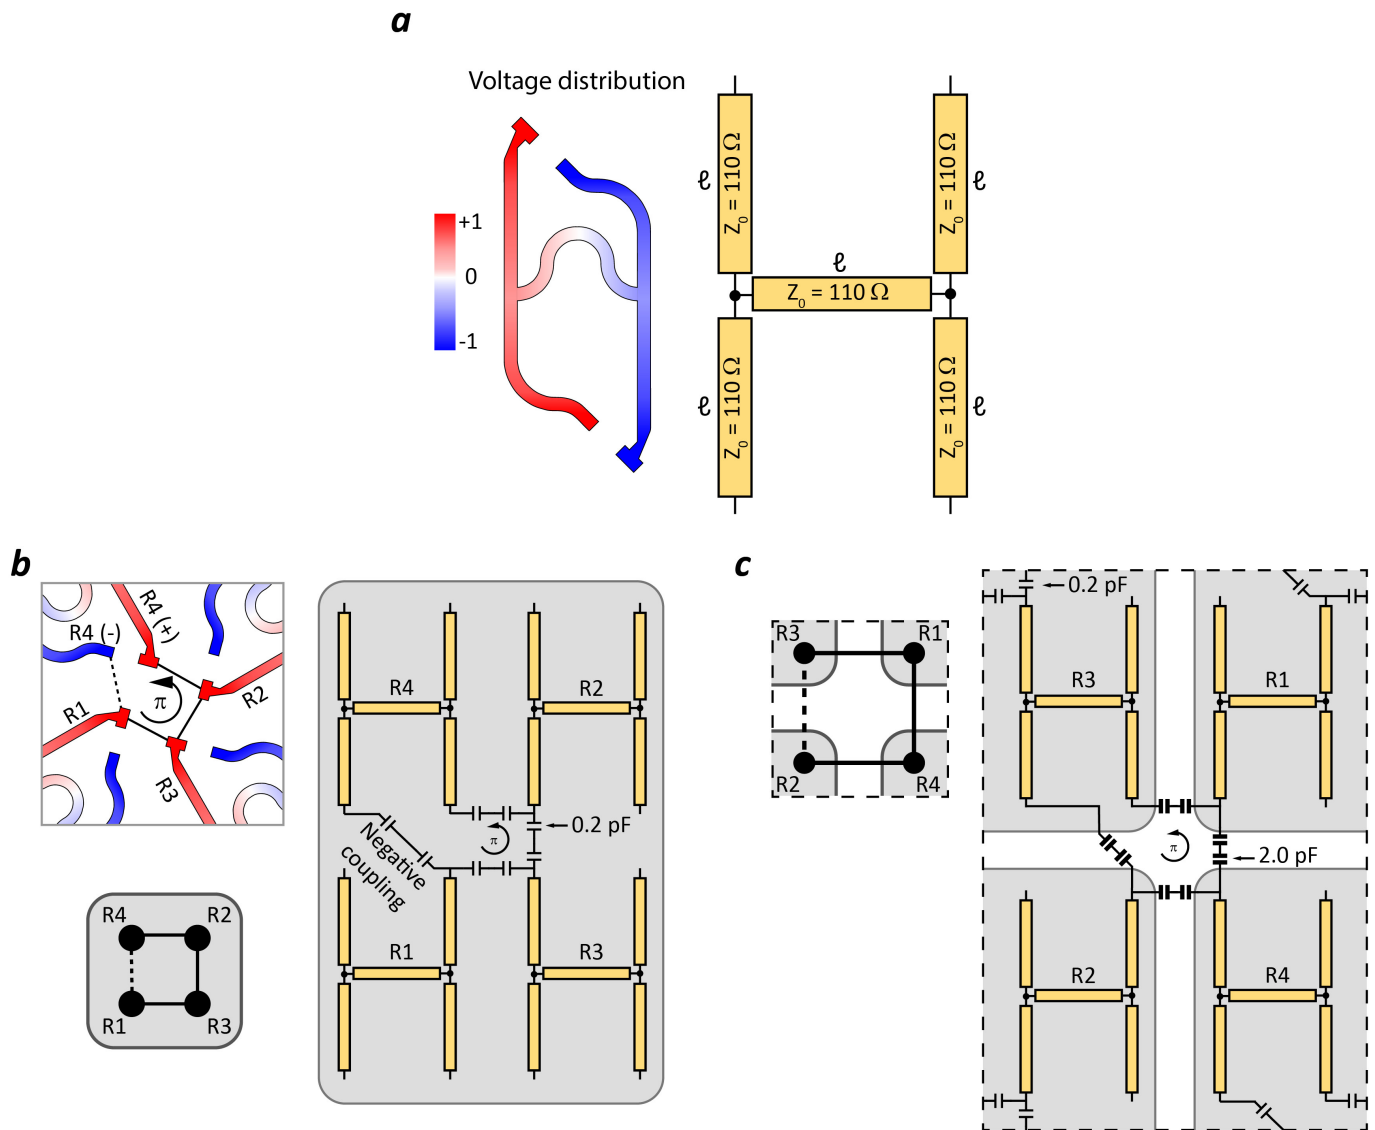 a
Voltage distribution
+1
0
-1
ℓ
Z₀ = 110 Ω
Z₀ = 110 Ω
ℓ
ℓ
Z₀ = 110 Ω
ℓ
Z₀ = 110 Ω
Z₀ = 110 Ω
ℓ
b
R4 (-)
R4 (+)
R1
R2
R3
π
R4
R2
R1
R3
R4
R2
π
0.2 pF
Negative
coupling
R1
R3
c
R3
R1
R2
R4
0.2 pF
R3
R1
π
2.0 pF
R2
R4